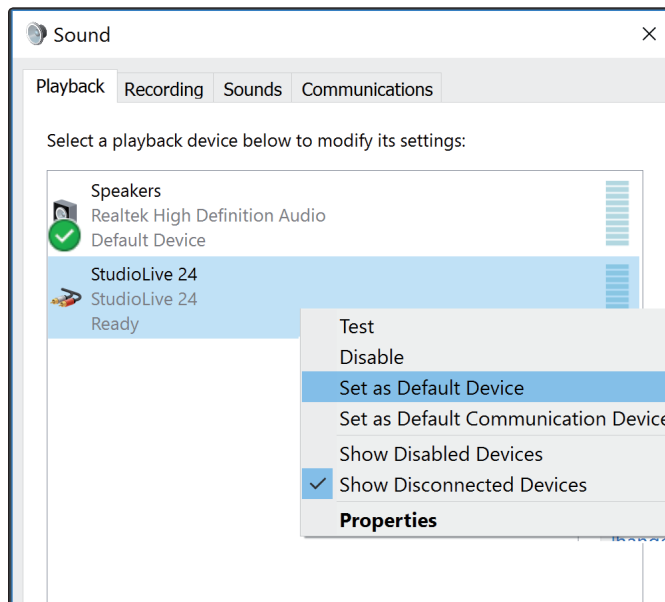 Sound
Playback
Recording
Sounds
Communications
Select a playback device below to modify its settings:
Speakers
Realtek High Definition Audio
Default Device
StudioLive 24
StudioLive 24
Ready
Test
Disable
Set as Default Device
Set as Default Communication Device
Show Disabled Devices
Show Disconnected Devices
Properties